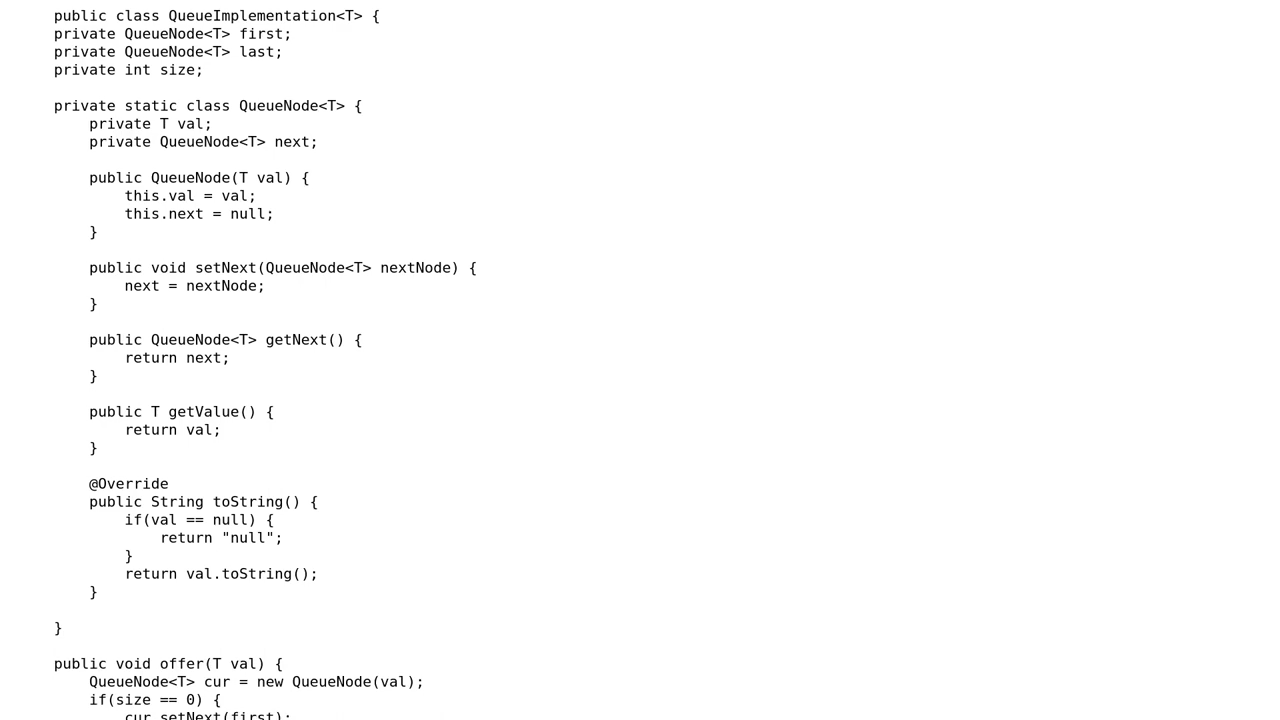 public class QueueImplementation<T> {
private QueueNode<T> first;
private QueueNode<T> last;
private int size;

private static class QueueNode<T> {
    private T val;
    private QueueNode<T> next;

    public QueueNode(T val) {
        this.val = val;
        this.next = null;
    }

    public void setNext(QueueNode<T> nextNode) {
        next = nextNode;
    }

    public QueueNode<T> getNext() {
        return next;
    }

    public T getValue() {
        return val;
    }

    @Override
    public String toString() {
        if(val == null) {
            return "null";
        }
        return val.toString();
    }

}

public void offer(T val) {
    QueueNode<T> cur = new QueueNode(val);
    if(size == 0) {
        cur.setNext(first);